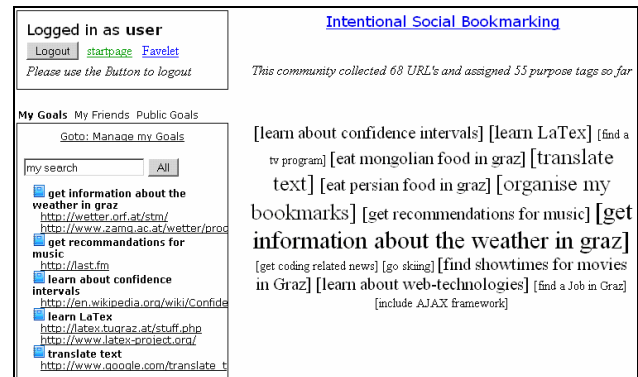 Logged in as user
Logout startpage Favelet
Please use the Button to logout
My Goals My Friends Public Goals
Goto: Manage my Goals
my search All
get information about the
weather in graz
http://wetter.orf.at/stm/
http://www.zamg.ac.at/wetter/prod
get recommandations for
music
http://last.fm
learn about confidence
intervals
http://en.wikipedia.org/wiki/Confide
learn LaTex
http://latex.tugraz.at/stuff.php
http://www.latex-project.org/
translate text
http://www.google.com/translate_t
Intentional Social Bookmarking
This community collected 68 URL's and assigned 55 purpose tags so far
[learn about confidence intervals] [learn LaTex] [find a
tv program] [eat mongolian food in graz] [translate
text] [eat persian food in graz] [organise my
bookmarks] [get recommendations for music] [get
information about the weather in graz]
[get coding related news] [go skiing] [find showtimes for movies
in Graz] [learn about web-technologies] [find a Job in Graz]
[include AJAX framework]